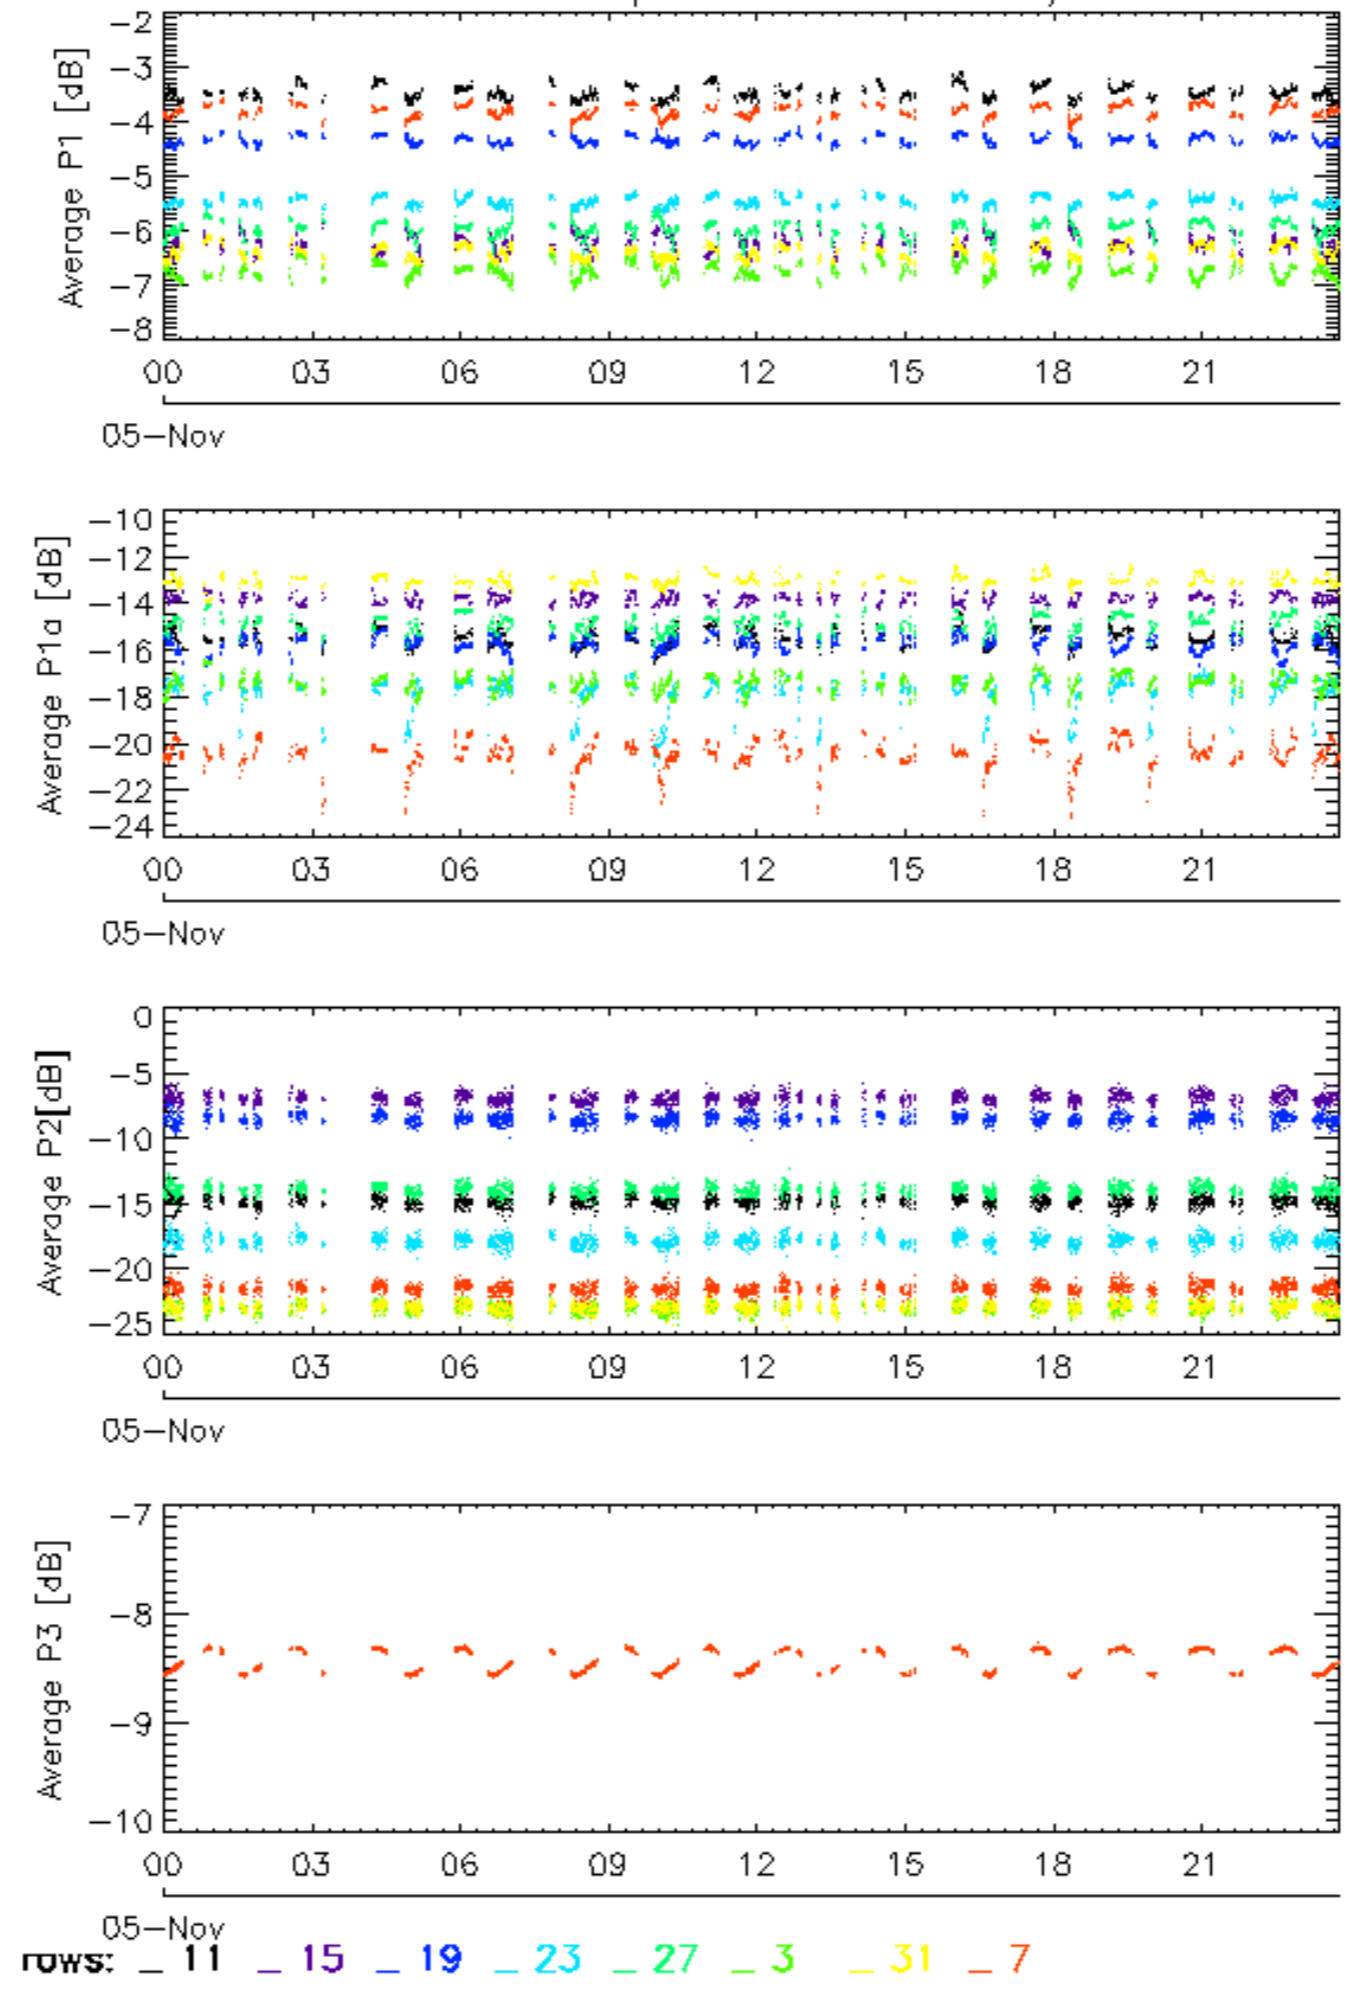 Average P1 [dB]
−2
−3
−4
−5
−6
−7
−8
00 03 06 09 12 15 18 21
05−Nov
Average P1a [dB]
−10
−12
−14
−16
−18
−20
−22
−24
00 03 06 09 12 15 18 21
05−Nov
Average P2[dB]
0
−5
−10
−15
−20
−25
00 03 06 09 12 15 18 21
05−Nov
Average P3 [dB]
−7
−8
−9
−10
00 03 06 09 12 15 18 21
05−Nov
rows: _ 11 _ 15 _ 19 _ 23 _ 27 _ 3 _ 31 _ 7